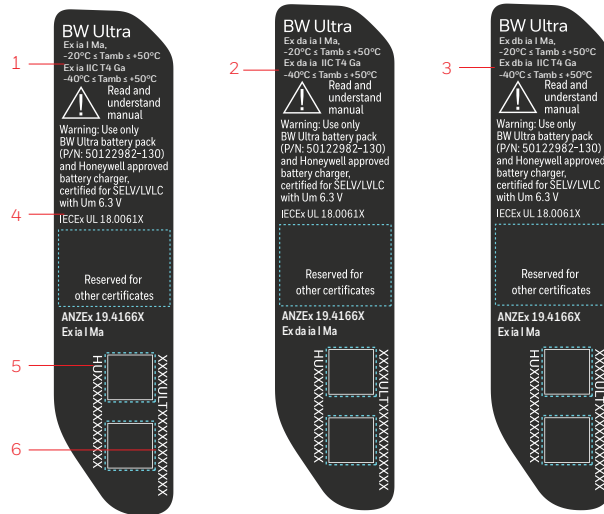 BW Ultra
Ex ia I Ma,
-20°C ≤ Tamb ≤ +50°C
Ex ia IIC T4 Ga
-40°C ≤ Tamb ≤ +50°C
Read and
understand
manual
Warning: Use only
BW Ultra battery pack
(P/N: 50122982-130)
and Honeywell approved
battery charger,
certified for SELV/LVLC
with Um 6.3 V
IECEx UL 18.0061X
Reserved for
other certificates
ANZEx 19.4166X
Ex ia I Ma
HUXXXXXXXXXXX
XXXXULTXXXXXXXXXX
1
4
5
6
BW Ultra
Ex da ia I Ma,
-20°C ≤ Tamb ≤ +50°C
Ex da ia IIC T4 Ga
-40°C ≤ Tamb ≤ +50°C
Read and
understand
manual
Warning: Use only
BW Ultra battery pack
(P/N: 50122982-130)
and Honeywell approved
battery charger,
certified for SELV/LVLC
with Um 6.3 V
IECEx UL 18.0061X
Reserved for
other certificates
ANZEx 19.4166X
Ex da ia I Ma
HUXXXXXXXXXXX
XXXXULTXXXXXXXXXX
2
BW Ultra
Ex db ia I Ma,
-20°C ≤ Tamb ≤ +50°C
Ex db ia IIC T4 Ga
-40°C ≤ Tamb ≤ +50°C
Read and
understand
manual
Warning: Use only
BW Ultra battery pack
(P/N: 50122982-130)
and Honeywell approved
battery charger,
certified for SELV/LVLC
with Um 6.3 V
IECEx UL 18.0061X
Reserved for
other certificates
ANZEx 19.4166X
Ex da ia I Ma
HUXXXXXXXXXXX
3